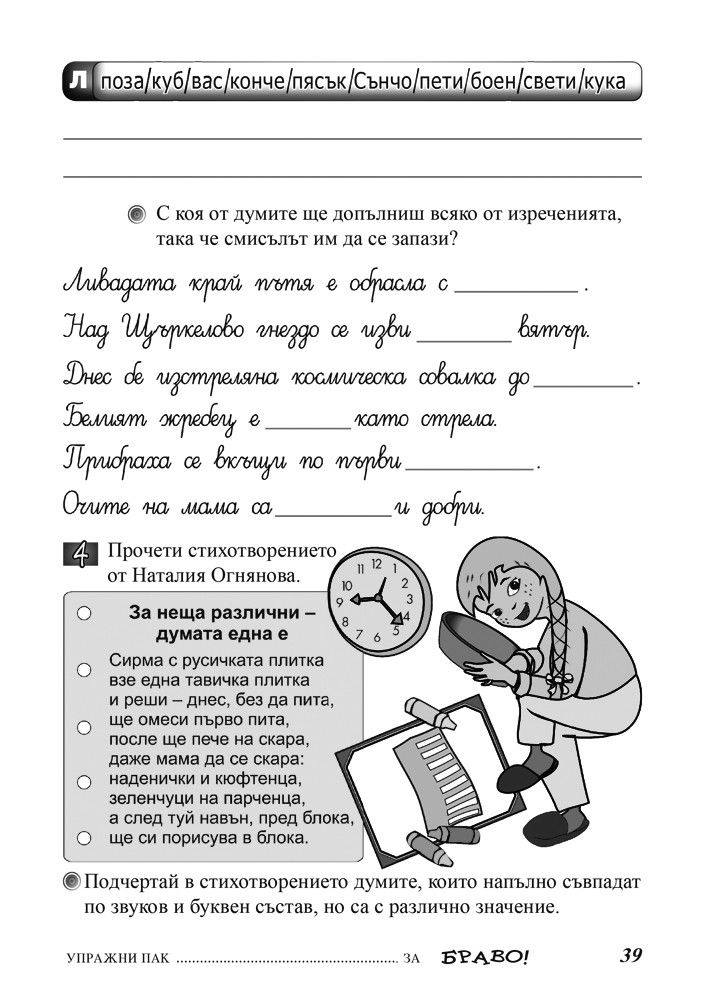 Л поза/куб/вас/конче/пясък/Сънчо/пети/боен/свети/кука
С коя от думите ще допълниш всяко от изреченията,
така че смисълът им да се запази?
Ливадата край пътя е обрасла с ____________ .
Над Щъркелово гнездо се изви _________ вятър.
Днес бе изстреляна космическа совалка до __________ .
Белият жребец е ________ като стрела.
Прибраха се вкъщи по първи ____________ .
Очите на мама са ___________ и добри.
4 Прочети стихотворението
от Наталия Огнянова.
За неща различни –
думата една е
Сирма с русичката плитка
взе една тавичка плитка
и реши – днес, без да пита,
ще омеси първо пита,
после ще пече на скара,
даже мама да се скара:
наденички и кюфтенца,
зеленчуци на парченца,
а след туй навън, пред блока,
ще си порисува в блока.
11 12 1
10 2
9 3
8 4
7 6 5
Подчертай в стихотворението думите, които напълно съвпадат
по звуков и буквен състав, но са с различно значение.
УПРАЖНИ ПАК ........................................................ ЗА БРАВО! 39